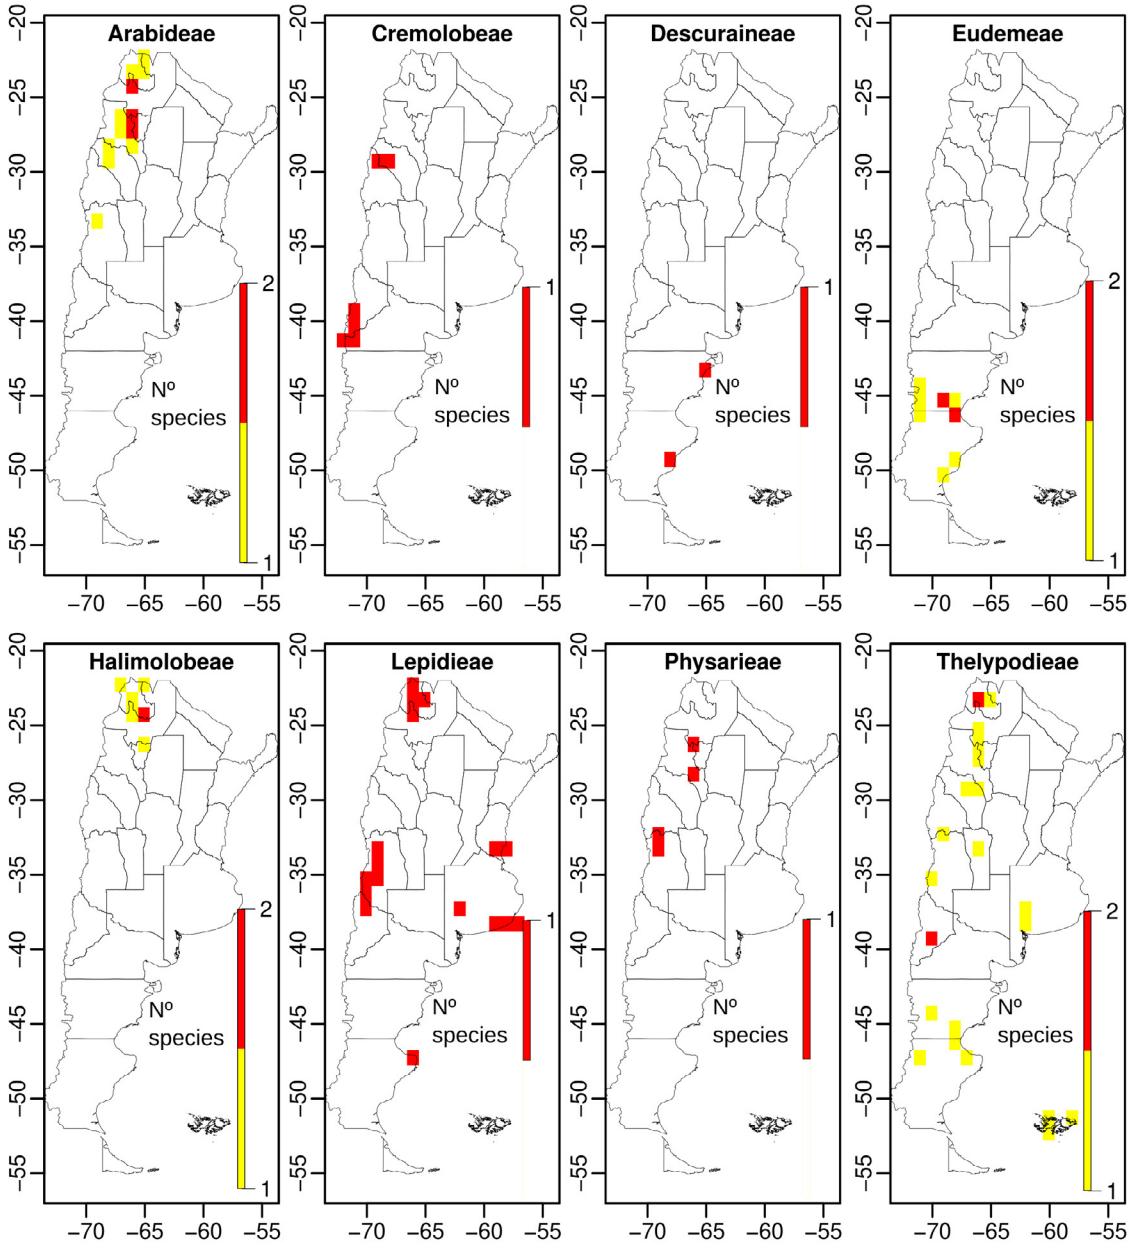 Arabideae
Cremolobeae
Descuraineae
Eudemeae
−20
−25
−30
−35
−40
−45
−50
−55
2
1
1
1
2
1
Nº
species
Nº
species
Nº
species
Nº
species
−70 −65 −60 −55
−70 −65 −60 −55
−70 −65 −60 −55
−70 −65 −60 −55
−20
−25
−30
−35
−40
−45
−50
−55
−20
−25
−30
−35
−40
−45
−50
−55
−20
−25
−30
−35
−40
−45
−50
−55
Halimolobeae
Lepidieae
Physarieae
Thelypodieae
−20
−25
−30
−35
−40
−45
−50
−55
2
1
1
1
2
1
Nº
species
Nº
species
Nº
species
Nº
species
−70 −65 −60 −55
−70 −65 −60 −55
−70 −65 −60 −55
−70 −65 −60 −55
−20
−25
−30
−35
−40
−45
−50
−55
−20
−25
−30
−35
−40
−45
−50
−55
−20
−25
−30
−35
−40
−45
−50
−55